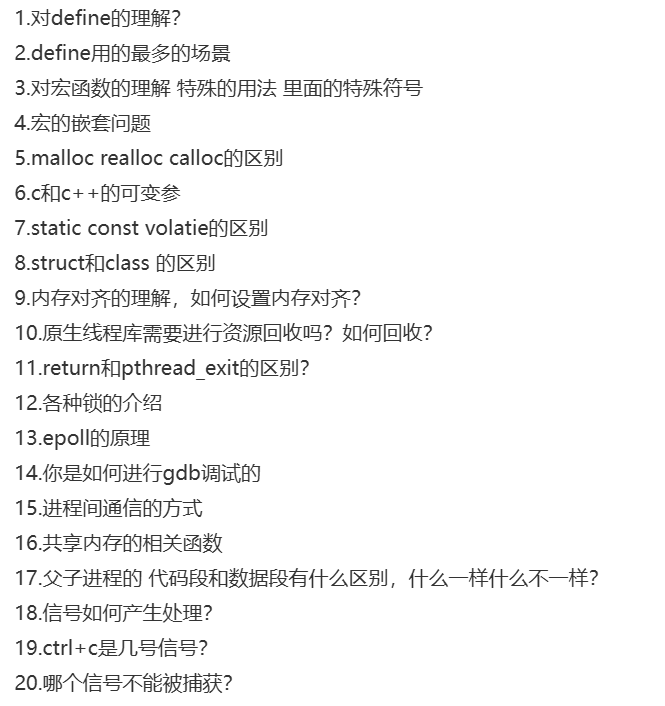 1.对define的理解？
2.define用的最多的场景
3.对宏函数的理解 特殊的用法 里面的特殊符号
4.宏的嵌套问题
5.malloc realloc calloc的区别
6.c和c++的可变参
7.static const volatie的区别
8.struct和class 的区别
9.内存对齐的理解，如何设置内存对齐？
10.原生线程库需要进行资源回收吗？如何回收？
11.return和pthread_exit的区别？
12.各种锁的介绍
13.epoll的原理
14.你是如何进行gdb调试的
15.进程间通信的方式
16.共享内存的相关函数
17.父子进程的 代码段和数据段有什么区别，什么一样什么不一样？
18.信号如何产生处理？
19.ctrl+c是几号信号？
20.哪个信号不能被捕获？